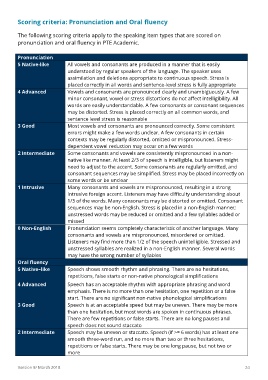 Scoring criteria: Pronunciation and Oral fluency
The following scoring criteria apply to the speaking item types that are scored on
pronunciation and oral fluency in PTE Academic.
Pronunciation
5 Native-like All vowels and consonants are produced in a manner that is easily
understood by regular speakers of the language. The speaker uses
assimilation and deletions appropriate to continuous speech. Stress is
placed correctly in all words and sentence-level stress is fully appropriate
4 Advanced Vowels and consonants are pronounced clearly and unambiguously. A few
minor consonant, vowel or stress distortions do not affect intelligibility. All
words are easily understandable. A few consonants or consonant sequences
may be distorted. Stress is placed correctly on all common words, and
sentence level stress is reasonable
3 Good Most vowels and consonants are pronounced correctly. Some consistent
errors might make a few words unclear. A few consonants in certain
contexts may be regularly distorted, omitted or mispronounced. Stress-
dependent vowel reduction may occur on a few words
2 Intermediate Some consonants and vowels are consistently mispronounced in a non-
native like manner. At least 2/3 of speech is intelligible, but listeners might
need to adjust to the accent. Some consonants are regularly omitted, and
consonant sequences may be simplified. Stress may be placed incorrectly on
some words or be unclear
1 Intrusive Many consonants and vowels are mispronounced, resulting in a strong
intrusive foreign accent. Listeners may have difficulty understanding about
1/3 of the words. Many consonants may be distorted or omitted. Consonant
sequences may be non-English. Stress is placed in a non-English manner;
unstressed words may be reduced or omitted and a few syllables added or
missed
0 Non-English Pronunciation seems completely characteristic of another language. Many
consonants and vowels are mispronounced, misordered or omitted.
Listeners may find more than 1/2 of the speech unintelligible. Stressed and
unstressed syllables are realized in a non-English manner. Several words
may have the wrong number of syllables
Oral fluency
5 Native-like Speech shows smooth rhythm and phrasing. There are no hesitations,
repetitions, false starts or non-native phonological simplifications
4 Advanced Speech has an acceptable rhythm with appropriate phrasing and word
emphasis. There is no more than one hesitation, one repetition or a false
start. There are no significant non-native phonological simplifications
3 Good Speech is at an acceptable speed but may be uneven. There may be more
than one hesitation, but most words are spoken in continuous phrases.
There are few repetitions or false starts. There are no long pauses and
speech does not sound staccato
2 Intermediate Speech may be uneven or staccato. Speech (if >= 6 words) has at least one
smooth three-word run, and no more than two or three hesitations,
repetitions or false starts. There may be one long pause, but not two or
more